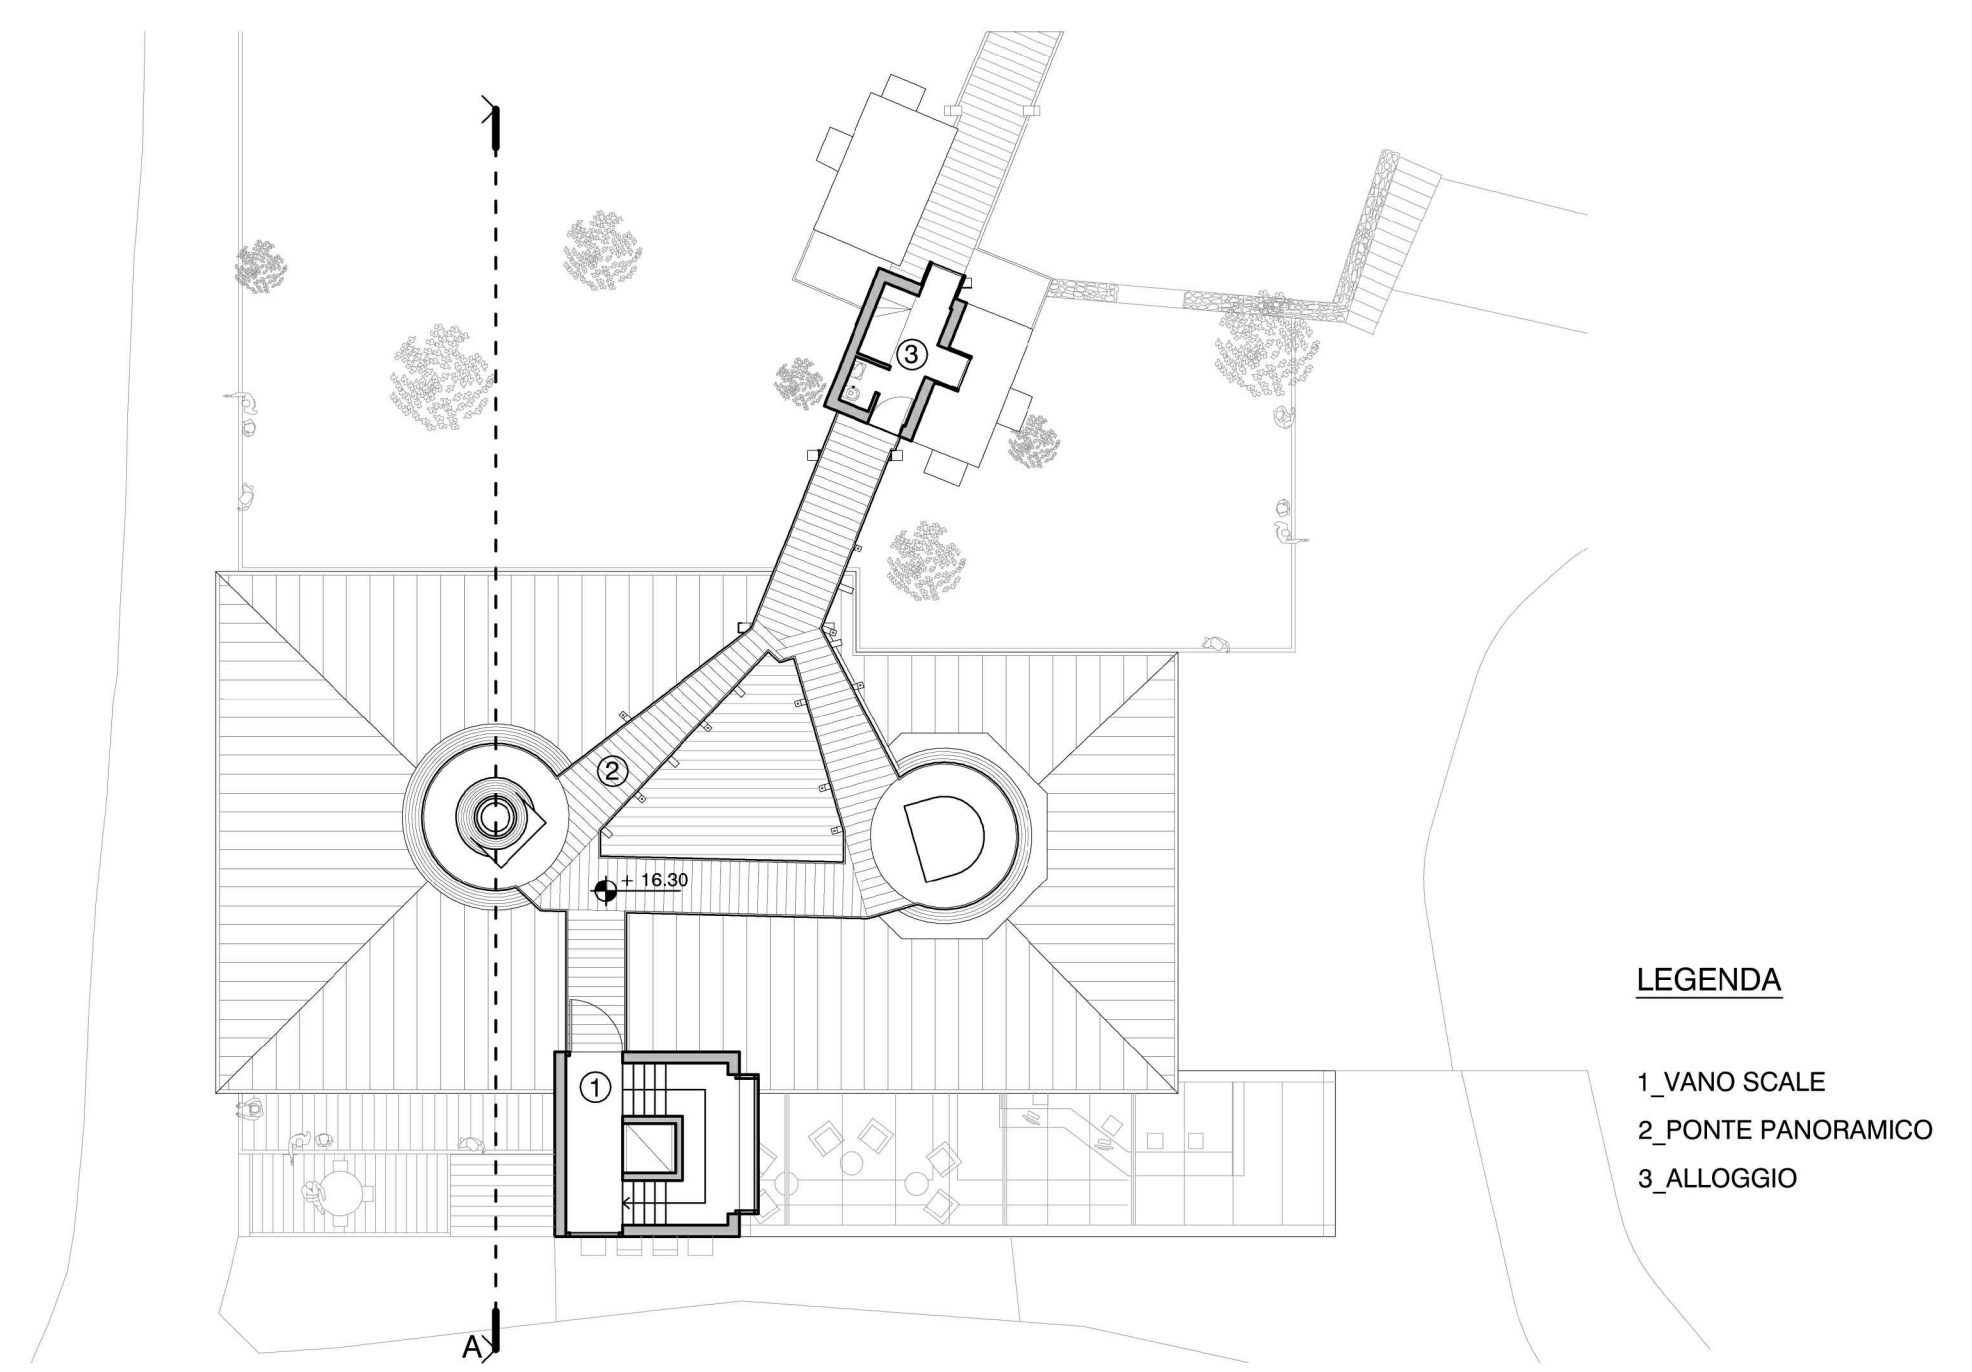 3
2
+ 16.30
1
A
LEGENDA
1_VANO SCALE
2_PONTE PANORAMICO
3_ALLOGGIO